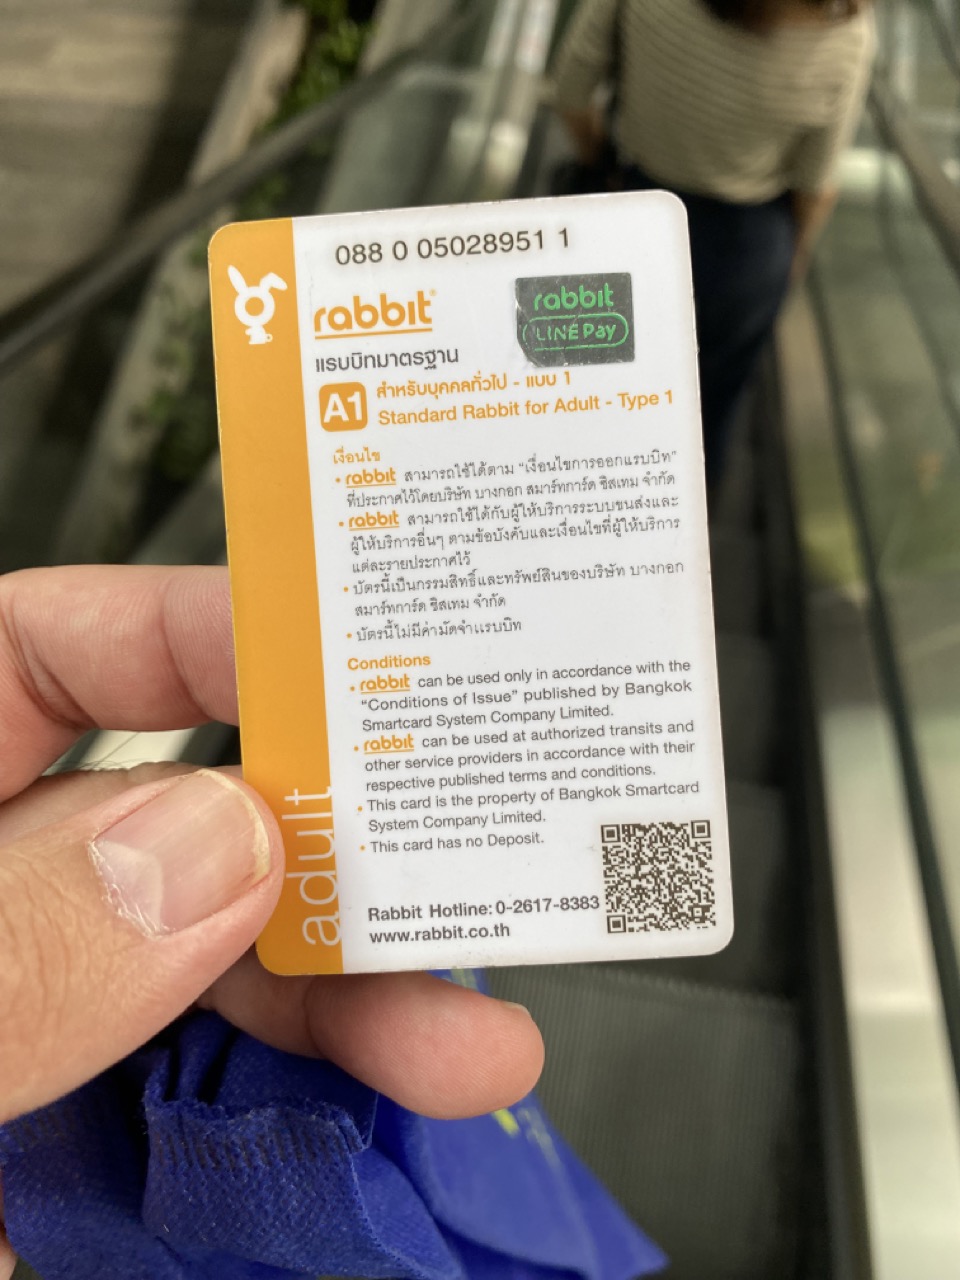 088 0 05028951 1
rabbit®
rabbit
LINE Pay
แรบบิทมาตรฐาน
A1
สำหรับบุคคลทั่วไป - แบบ 1
Standard Rabbit for Adult - Type 1
เงื่อนไข
• rabbit สามารถใช้ได้ตาม “เงื่อนไขการออกแรบบิท”
ที่ประกาศไว้โดยบริษัท บางกอก สมาร์ทการ์ด ซิสเทม จำกัด
• rabbit สามารถใช้ได้กับผู้ให้บริการระบบขนส่งและ
ผู้ให้บริการอื่นๆ ตามข้อบังคับและเงื่อนไขที่ผู้ให้บริการ
แต่ละรายประกาศไว้
• บัตรนี้เป็นกรรมสิทธิ์และทรัพย์สินของบริษัท บางกอก
สมาร์ทการ์ด ซิสเทม จำกัด
• บัตรนี้ไม่มีค่ามัดจำแรบบิท
Conditions
• rabbit can be used only in accordance with the
“Conditions of Issue” published by Bangkok
Smartcard System Company Limited.
• rabbit can be used at authorized transits and
other service providers in accordance with their
respective published terms and conditions.
• This card is the property of Bangkok Smartcard
System Company Limited.
• This card has no Deposit.
Rabbit Hotline: 0-2617-8383
www.rabbit.co.th
adult